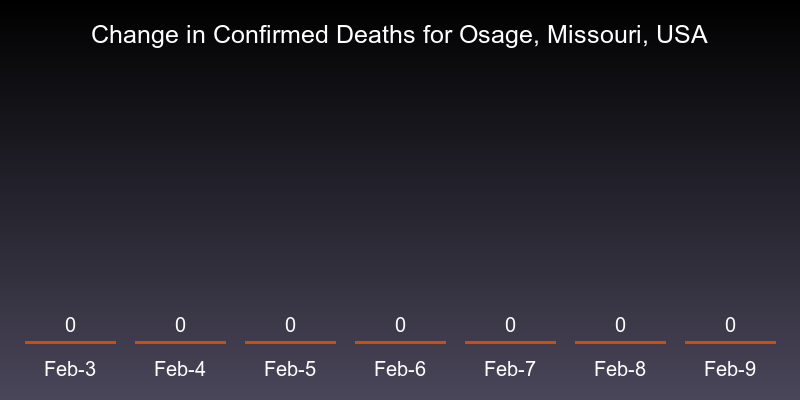 Change in Confirmed Deaths for Osage, Missouri, USA
0 0 0 0 0 0 0
Feb-3 Feb-4 Feb-5 Feb-6 Feb-7 Feb-8 Feb-9